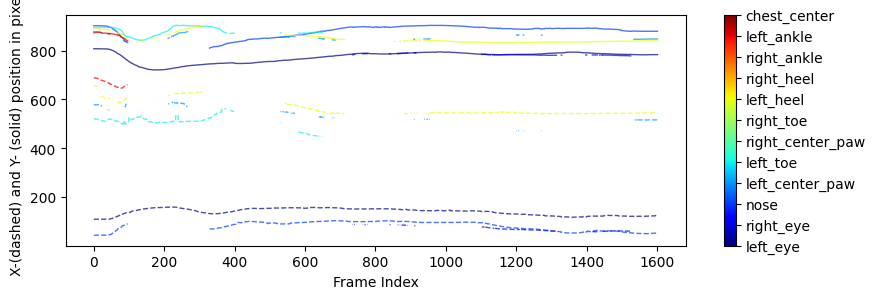 X-(dashed) and Y- (solid) position in pixe
800
600
400
200
0
200
400
600
800
1000
1200
1400
1600
Frame Index
chest_center
left_ankle
right_ankle
right_heel
left_heel
right_toe
right_center_paw
left_toe
left_center_paw
nose
right_eye
left_eye